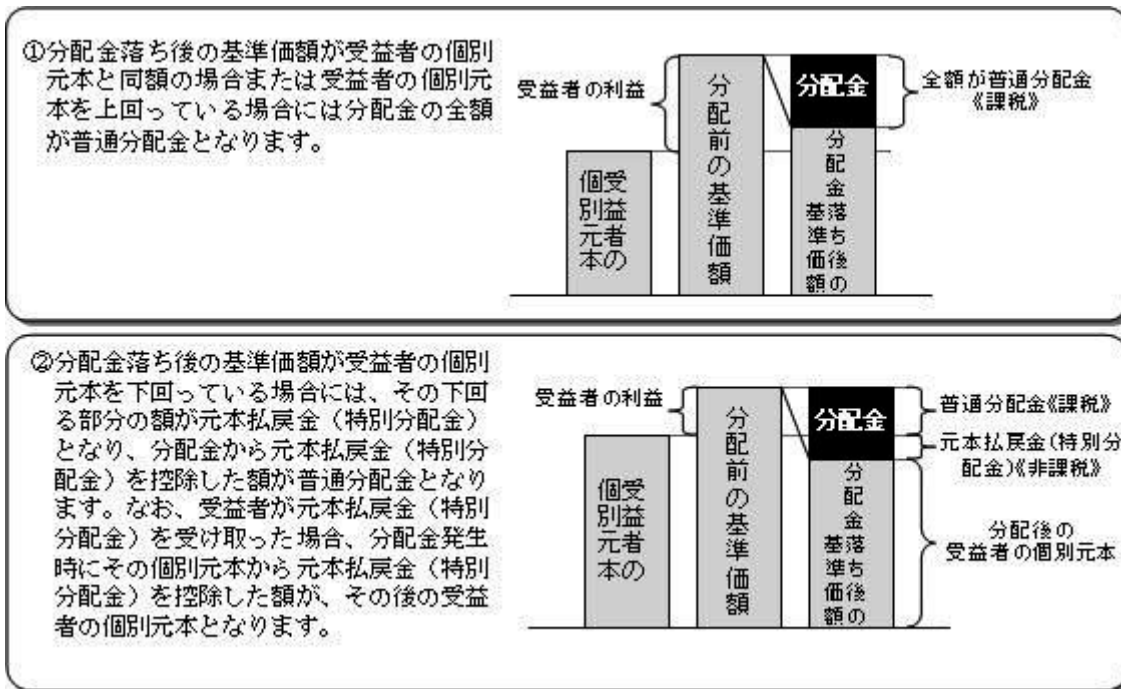 ①分配金落ち後の基準価額が受益者の個別
元本と同額の場合または受益者の個別元
本を上回っている場合には分配金の全額
が普通分配金となります。
受益者の利益
受益者の
個別元本
分配前の基準価額
分配金
分配金落ち後の
基準価額
全額が普通分配金
《課税》
②分配金落ち後の基準価額が受益者の個別
元本を下回っている場合には、その下回
る部分の額が元本払戻金（特別分配金）
となり、分配金から元本払戻金（特別分
配金）を控除した額が普通分配金となり
ます。なお、受益者が元本払戻金（特別
分配金）を受け取った場合、分配金発生
時にその個別元本から元本払戻金（特別
分配金）を控除した額が、その後の受益
者の個別元本となります。
受益者の利益
受益者の
個別元本
分配前の基準価額
分配金
分配金落ち後の
基準価額
普通分配金《課税》
元本払戻金(特別分
配金)《非課税》
分配後の
受益者の個別元本